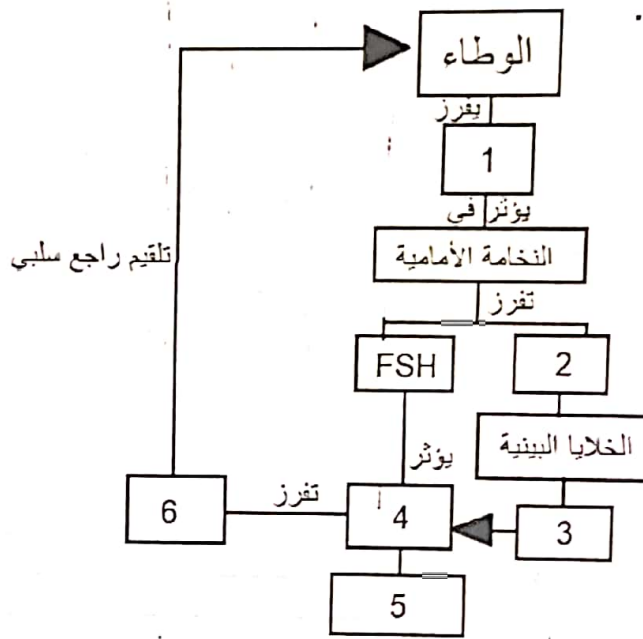 الوطاء
يفرز
1
يؤثر في
النخامة الأمامية
تفرز
تلقيم راجع سلبي
FSH
2
الخلايا البينية
يؤثر
تفرز
6
4
3
5